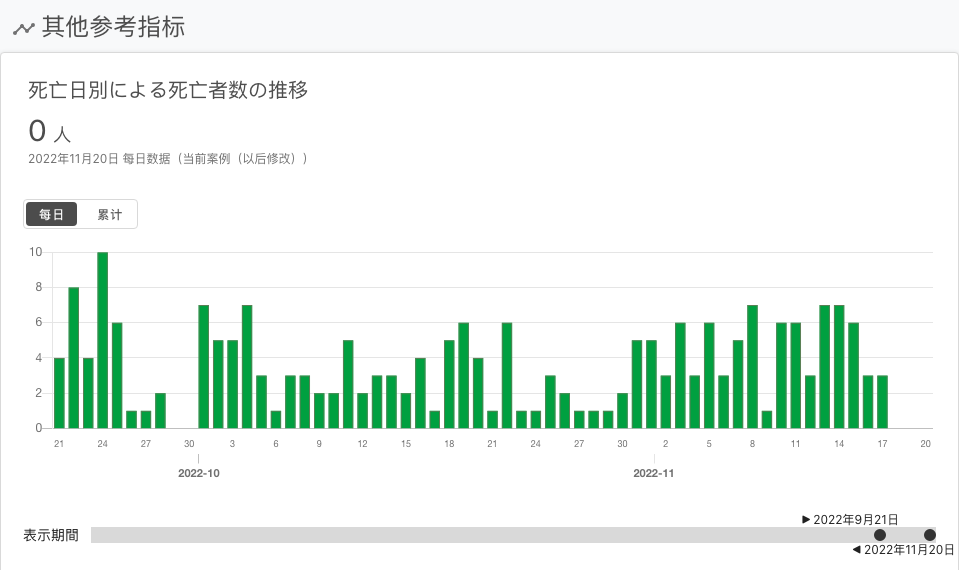 其他参考指标
死亡日別による死亡者数の推移
0 人
2022年11月20日 每日数据（当前案例（以后修改））
每日 累计
10
8
6
4
2
0
21 24 27 30 3 6 9 12 15 18 21 24 27 30 2 5 8 11 14 17 20
2022-10 2022-11
2022年9月21日
表示期間
2022年11月20日